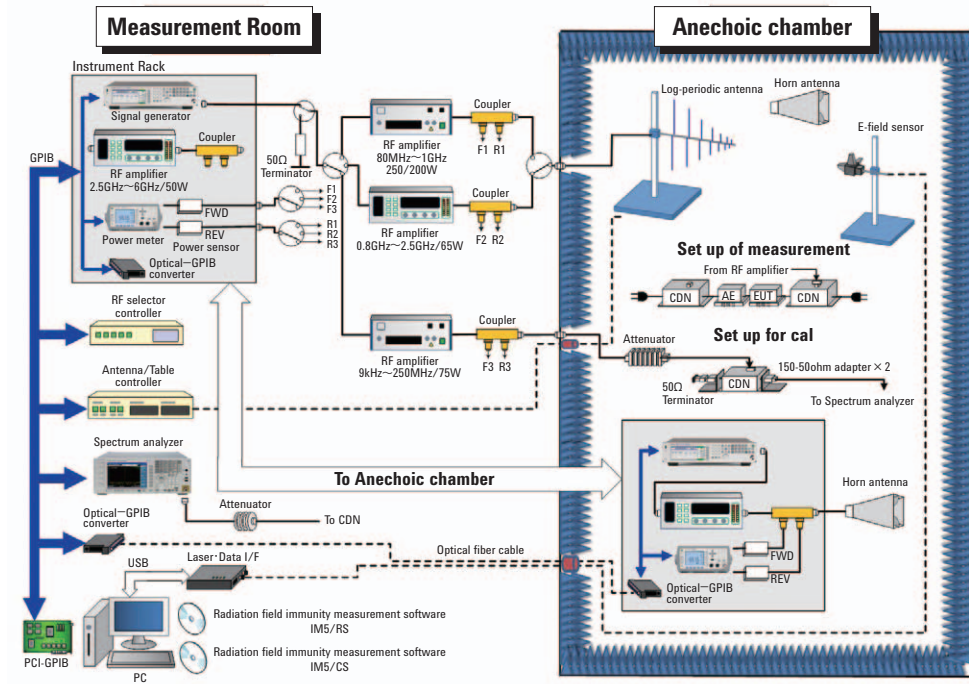 Measurement Room
Anechoic chamber
Instrument Rack
Signal generator
GPIB
Coupler
RF amplifier
2.5GHz～6GHz/50W
FWD
REV
Power meter
Power sensor
Optical－GPIB
converter
50Ω
Terminator
F1
F2
F3
R1
R2
R3
RF amplifier
80MHz～1GHz
250/200W
Coupler
F1 R1
RF amplifier
0.8GHz～2.5GHz/65W
Coupler
F2 R2
RF amplifier
9kHz～250MHz/75W
Coupler
F3 R3
Log-periodic antenna
Horn antenna
E-field sensor
Set up of measurement
From RF amplifier
CDN
AE
EUT
CDN
Set up for cal
Attenuator
CDN
150-50ohm adapter × 2
50Ω
Terminator
To Spectrum analyzer
RF selector
controller
Antenna/Table
controller
Spectrum analyzer
Attenuator
To CDN
To Anechoic chamber
Optical－GPIB
converter
USB
Laser·Data I/F
Optical fiber cable
Horn antenna
FWD
REV
Optical－GPIB
converter
PCI-GPIB
PC
Radiation field immunity measurement software
IM5/RS
Radiation field immunity measurement software
IM5/CS